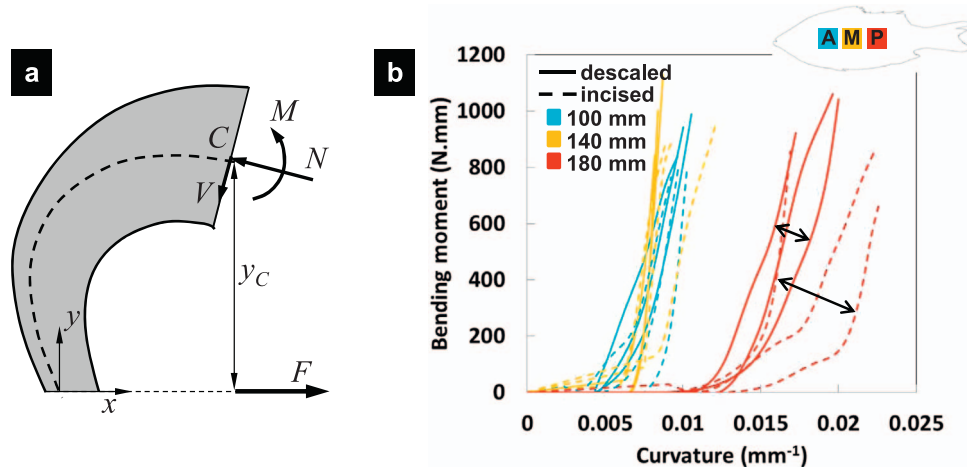 a
M
C
N
V
y_C
y
F
x
b
A M P
1200
1000
800
600
400
200
0
descaled
incised
100 mm
140 mm
180 mm
Bending moment (N.mm)
0 0.005 0.01 0.015 0.02 0.025
Curvature (mm⁻¹)